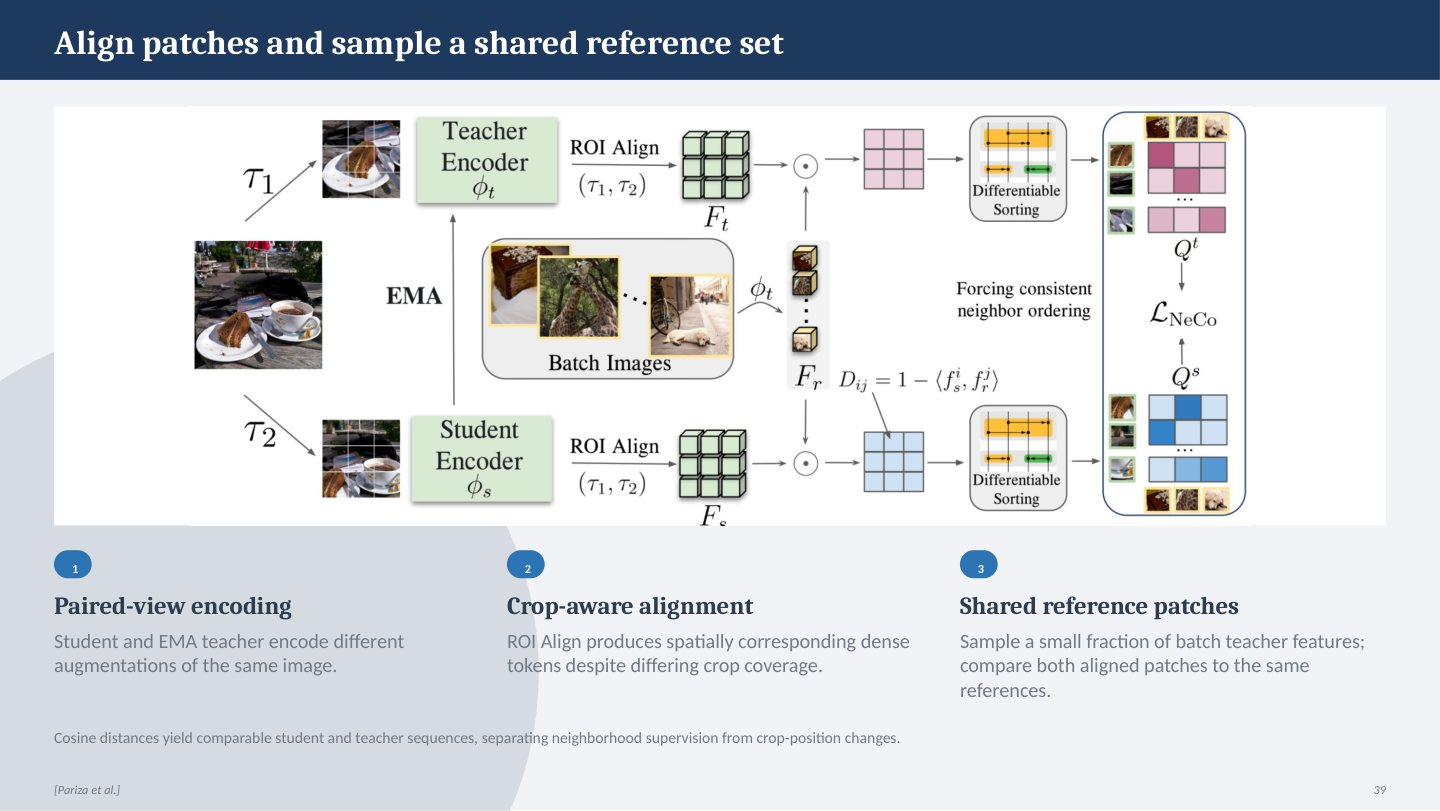 Align patches and sample a shared reference set
τ1
Teacher
Encoder
ϕt
ROI Align
(τ1, τ2)
Ft
Differentiable
Sorting
...
Qt
EMA
...
Batch Images
ϕt
Fr
Forcing consistent
neighbor ordering
LNeCo
Dij = 1 − ⟨f_s^i, f_r^j⟩
Qs
τ2
Student
Encoder
ϕs
ROI Align
(τ1, τ2)
Fs
Differentiable
Sorting
...
1
Paired-view encoding
Student and EMA teacher encode different
augmentations of the same image.
2
Crop-aware alignment
ROI Align produces spatially corresponding dense
tokens despite differing crop coverage.
3
Shared reference patches
Sample a small fraction of batch teacher features;
compare both aligned patches to the same
references.
Cosine distances yield comparable student and teacher sequences, separating neighborhood supervision from crop-position changes.
[Pariza et al.]
39